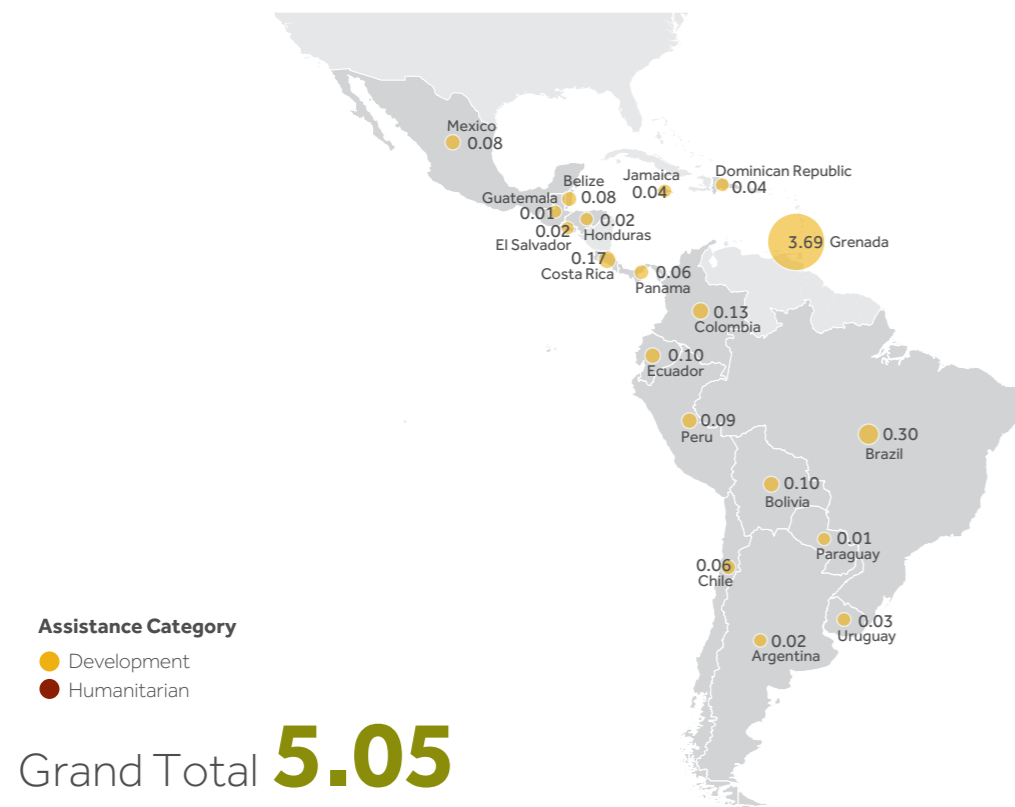 Mexico
0.08
Dominican Republic
0.04
Jamaica
0.04
Belize
0.08
Guatemala
0.01
0.02
Honduras
0.02
El Salvador
3.69 Grenada
0.17
Costa Rica
0.06
Panama
0.13
Colombia
0.10
Ecuador
0.09
Peru
0.30
Brazil
0.10
Bolivia
0.01
Paraguay
0.06
Chile
0.03
Uruguay
0.02
Argentina
Assistance Category
Development
Humanitarian
Grand Total 5.05